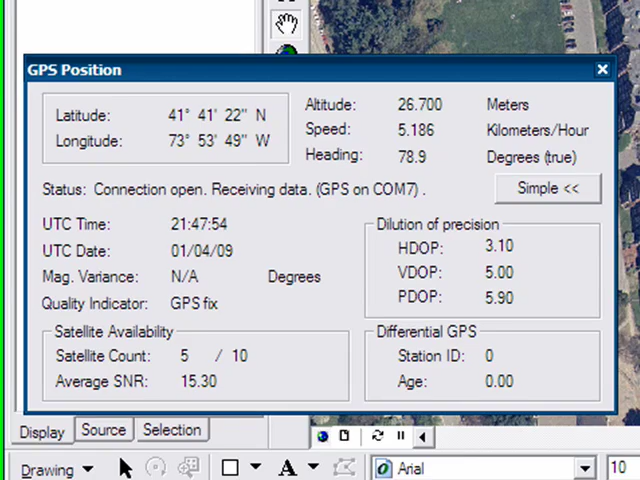 GPS Position
Latitude: 41° 41' 22" N
Longitude: 73° 53' 49" W
Altitude: 26.700 Meters
Speed: 5.186 Kilometers/Hour
Heading: 78.9 Degrees (true)
Status: Connection open. Receiving data. (GPS on COM7) .
Simple <<
UTC Time: 21:47:54
UTC Date: 01/04/09
Mag. Variance: N/A Degrees
Quality Indicator: GPS fix
Dilution of precision
HDOP: 3.10
VDOP: 5.00
PDOP: 5.90
Satellite Availability
Satellite Count: 5 / 10
Average SNR: 15.30
Differential GPS
Station ID: 0
Age: 0.00
Display Source Selection
Drawing A Arial 10